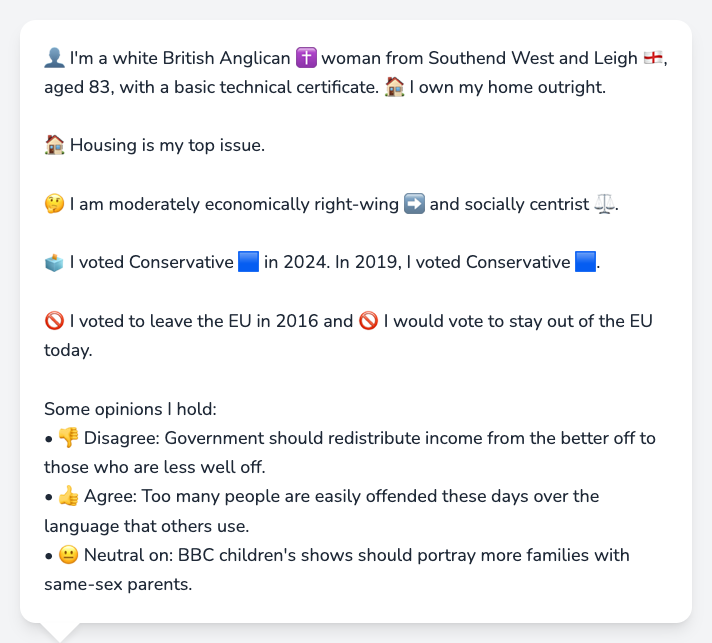 👤 I'm a white British Anglican ✝️ woman from Southend West and Leigh 🏴󠁧󠁢󠁥󠁮󠁧󠁿,
aged 83, with a basic technical certificate. 🏠 I own my home outright.
🏠 Housing is my top issue.
🤔 I am moderately economically right-wing ➡️ and socially centrist ⚖️.
🗳️ I voted Conservative 🟦 in 2024. In 2019, I voted Conservative 🟦.
🚫 I voted to leave the EU in 2016 and 🚫 I would vote to stay out of the EU
today.
Some opinions I hold:
• 👎 Disagree: Government should redistribute income from the better off to
those who are less well off.
• 👍 Agree: Too many people are easily offended these days over the
language that others use.
• 😐 Neutral on: BBC children's shows should portray more families with
same-sex parents.